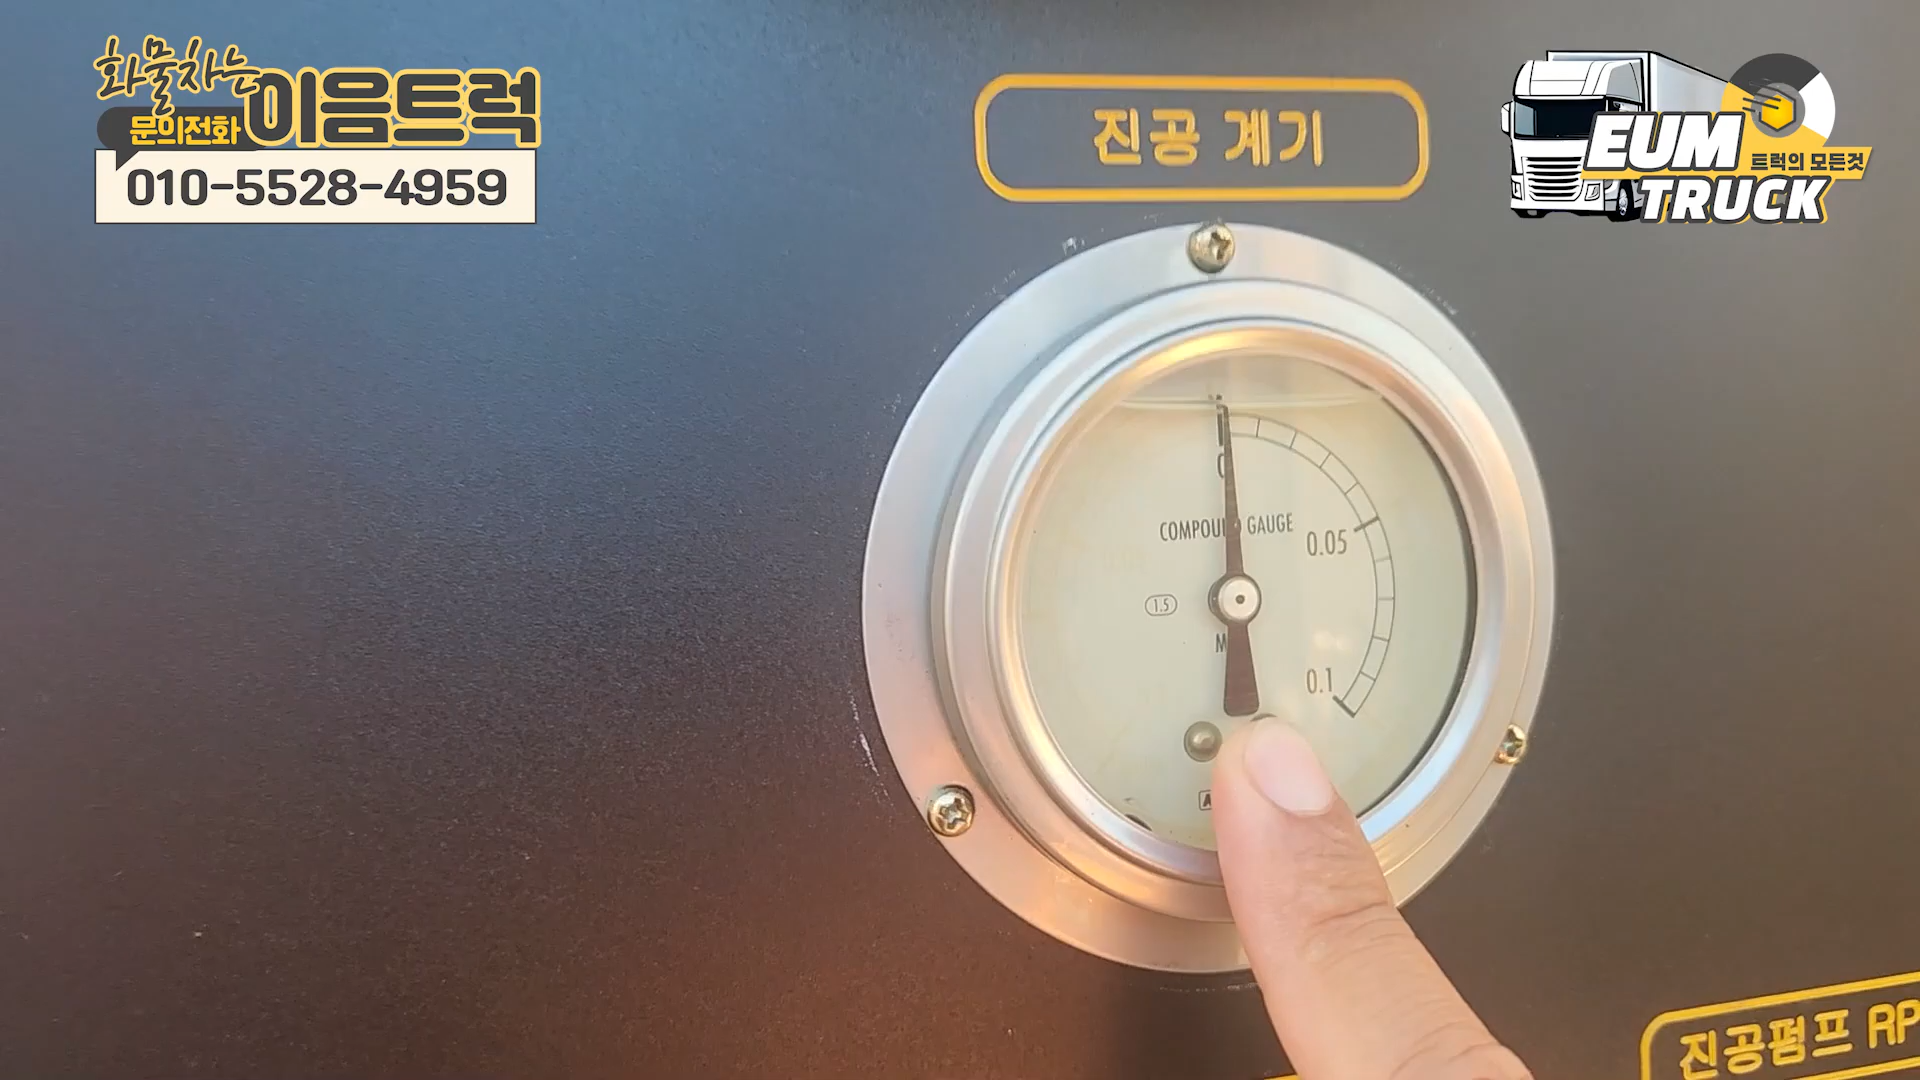 화물차는
문의전화
이음트럭
010-5528-4959
진공 계기
EUM
트럭의 모든것
TRUCK
0
COMPOUND GAUGE
0.05
1.5
0.1
진공펌프 RP